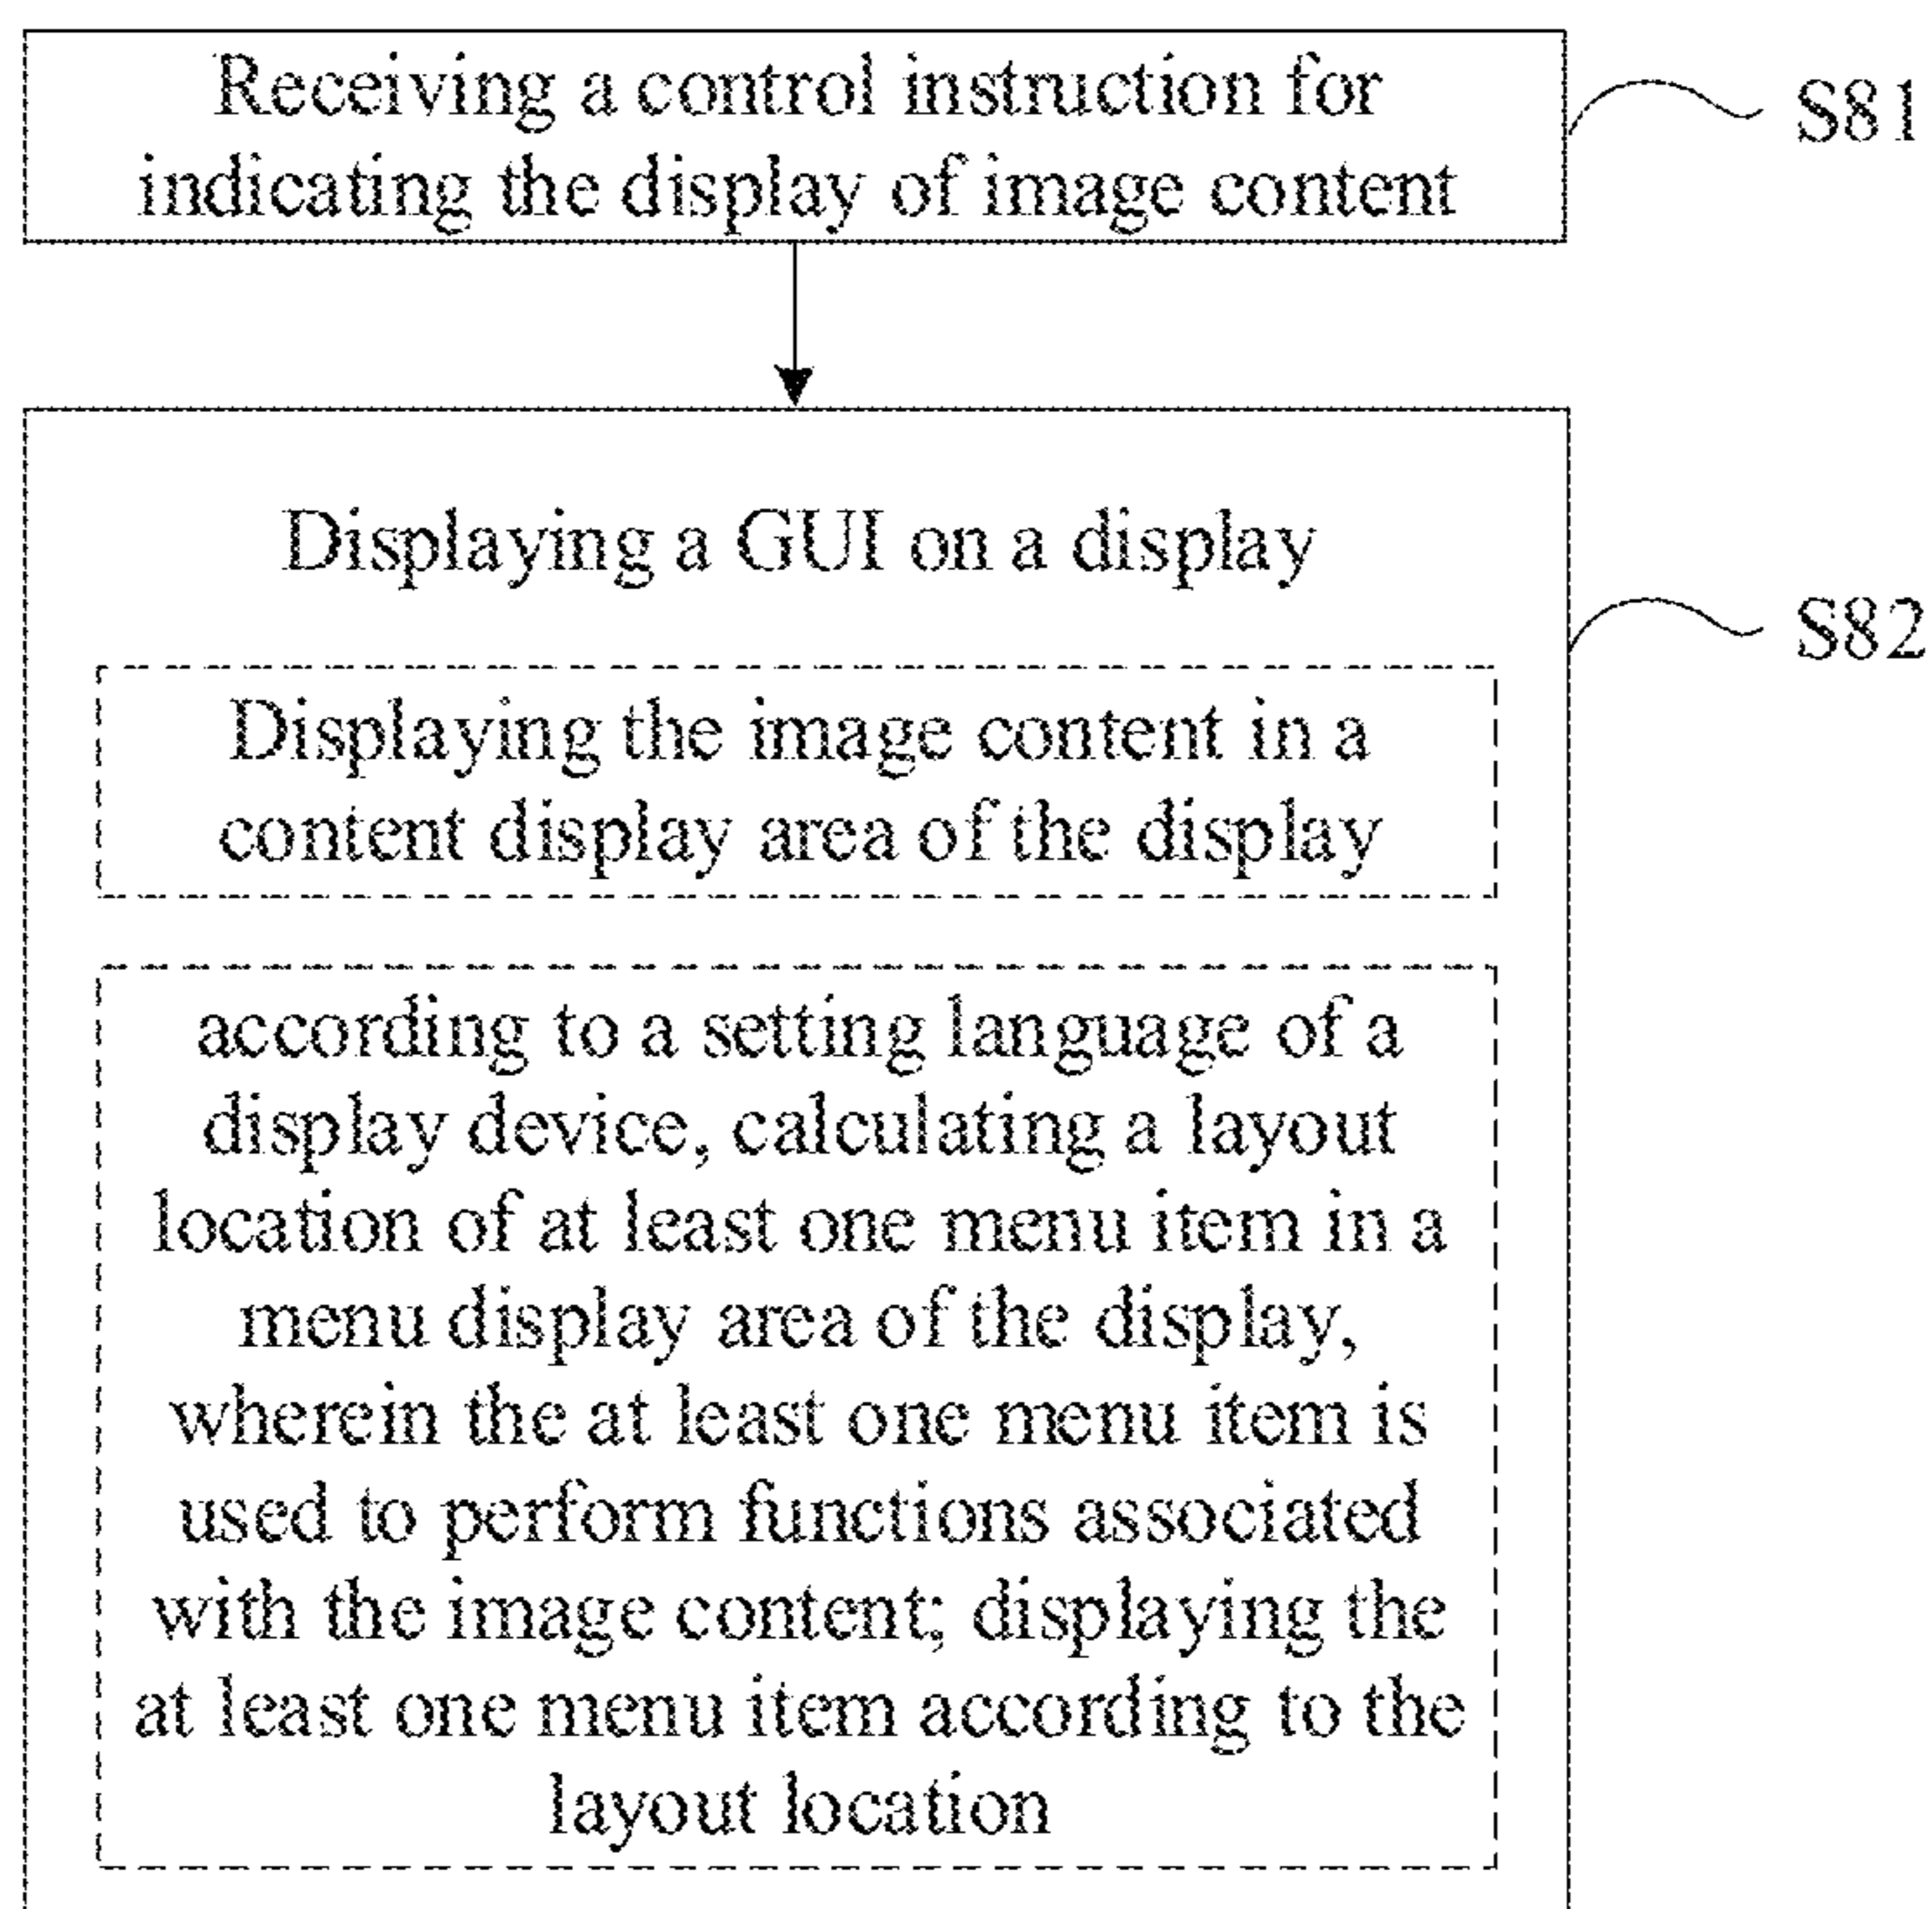 Receiving a control instruction for
indicating the display of image content
S81
Displaying a GUI on a display
S82
Displaying the image content in a
content display area of the display
according to a setting language of a
display device, calculating a layout
location of at least one menu item in a
menu display area of the display,
wherein the at least one menu item is
used to perform functions associated
with the image content; displaying the
at least one menu item according to the
layout location